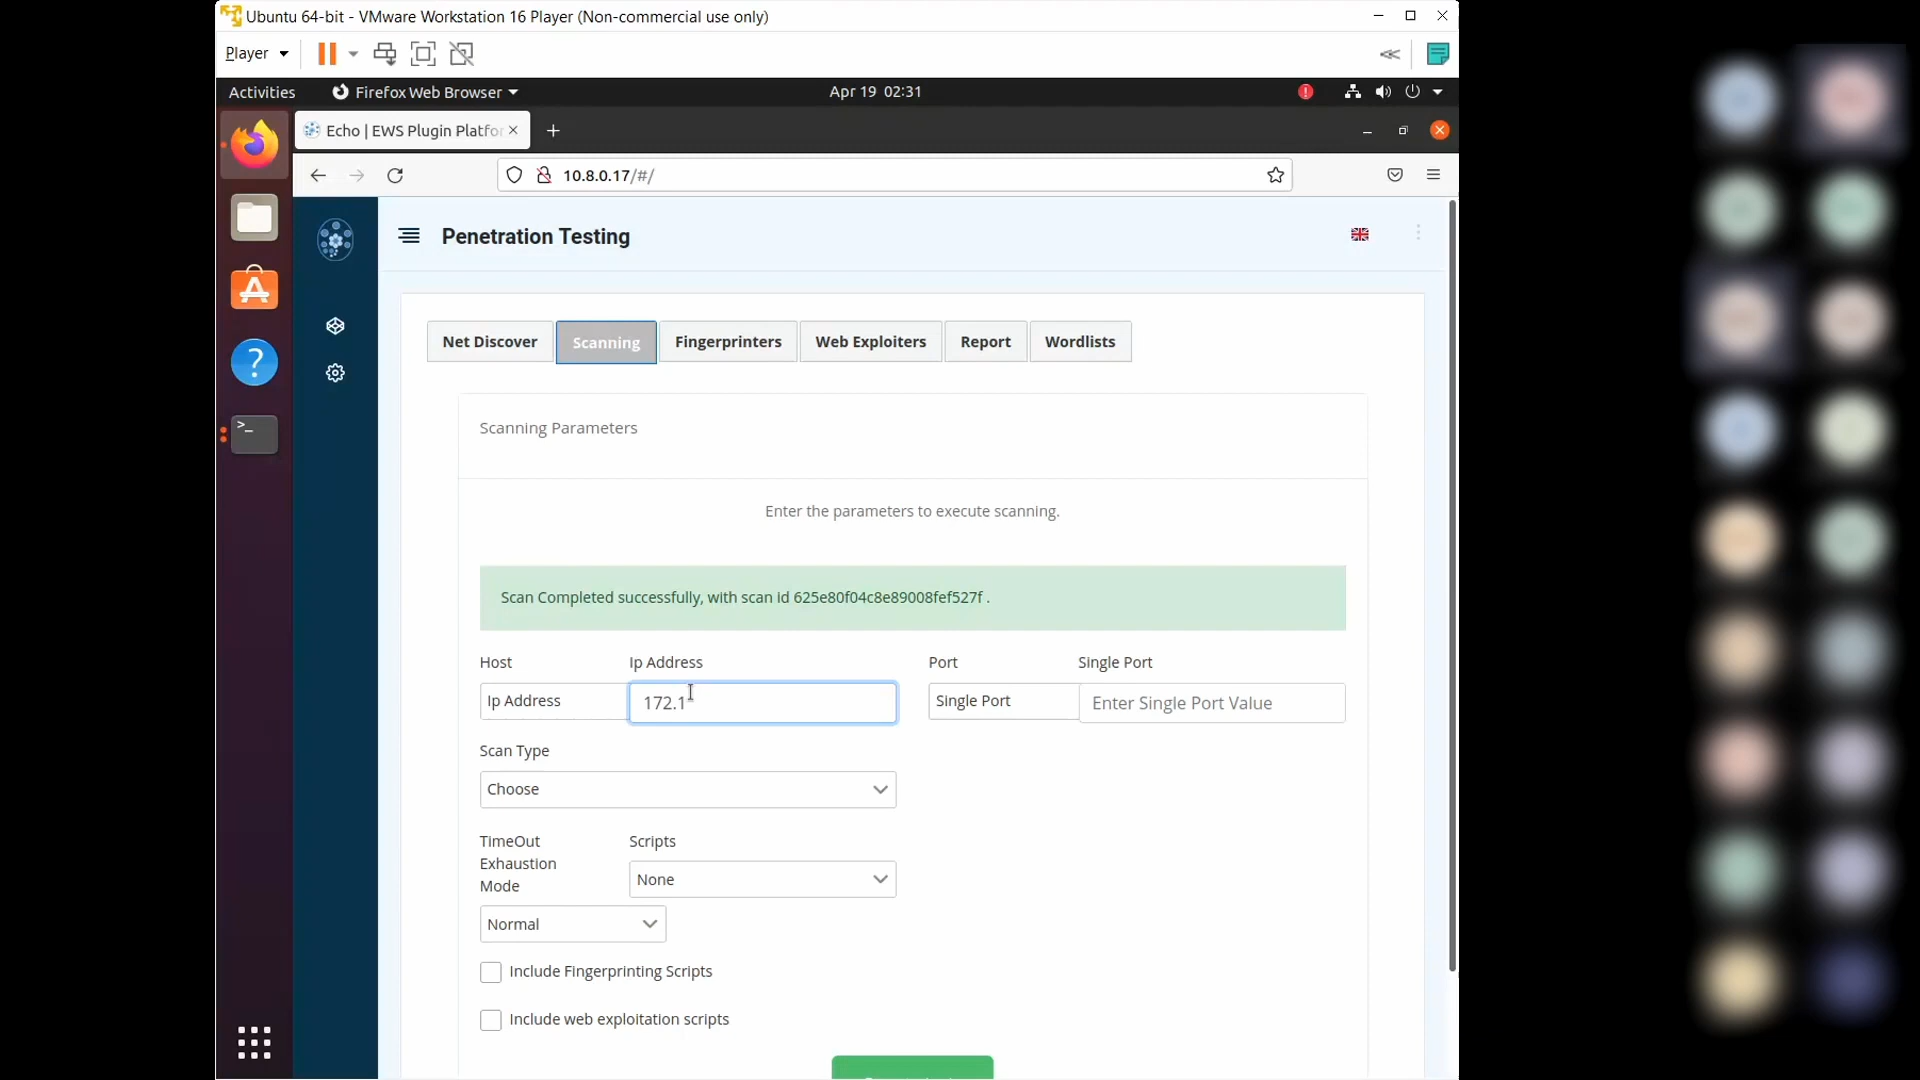 Ubuntu 64-bit - VMware Workstation 16 Player (Non-commercial use only)
Player
Activities
Firefox Web Browser
Apr 19 02:31
Echo | EWS Plugin Platfor
10.8.0.17/#/
Penetration Testing
Net Discover
Scanning
Fingerprinters
Web Exploiters
Report
Wordlists
Scanning Parameters
Enter the parameters to execute scanning.
Scan Completed successfully, with scan id 625e80f04c8e89008fef527f .
Host
Ip Address
Port
Single Port
Ip Address
172.1
Single Port
Enter Single Port Value
Scan Type
Choose
TimeOut
Exhaustion
Mode
Scripts
None
Normal
Include Fingerprinting Scripts
Include web exploitation scripts